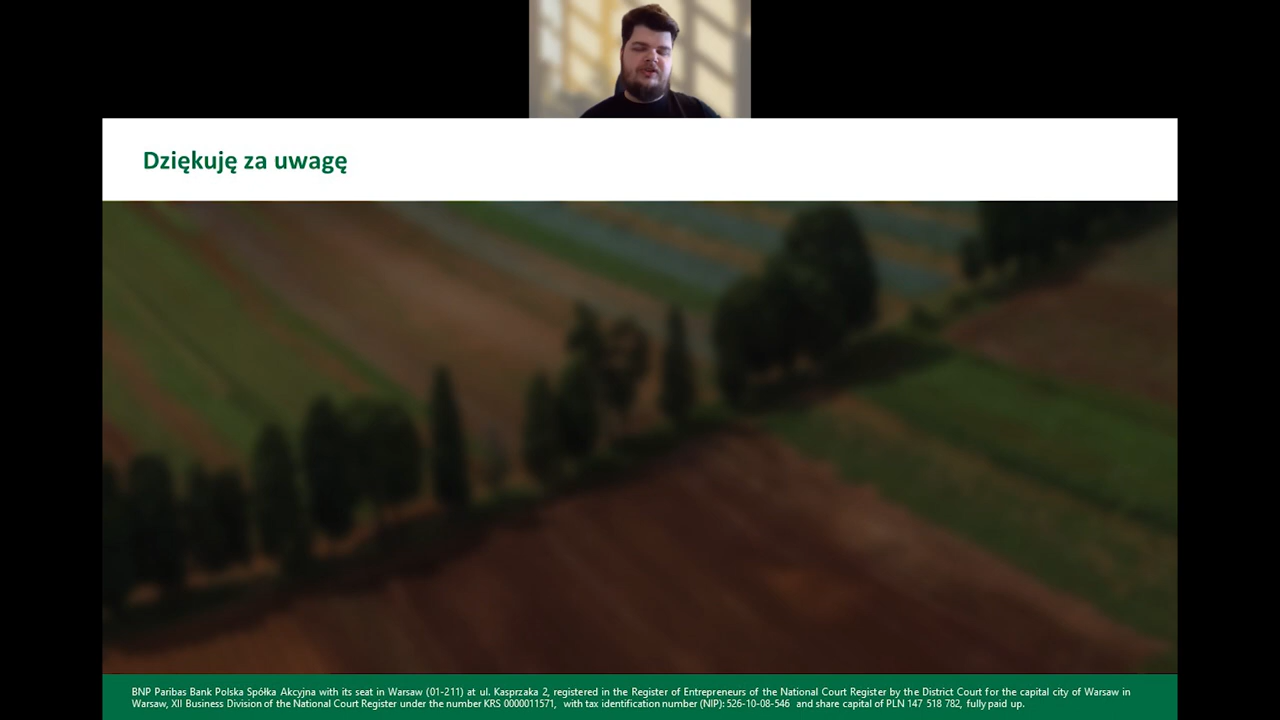 Dziękuję za uwagę
BNP Paribas Bank Polska Spółka Akcyjna with its seat in Warsaw (01-211) at ul. Kasprzaka 2, registered in the Register of Entrepreneurs of the National Court Register by the District Court for the capital city of Warsaw in
Warsaw, XII Business Division of the National Court Register under the number KRS 0000011571, with tax identification number (NIP): 526-10-08-546 and share capital of PLN 147 518 782, fully paid up.